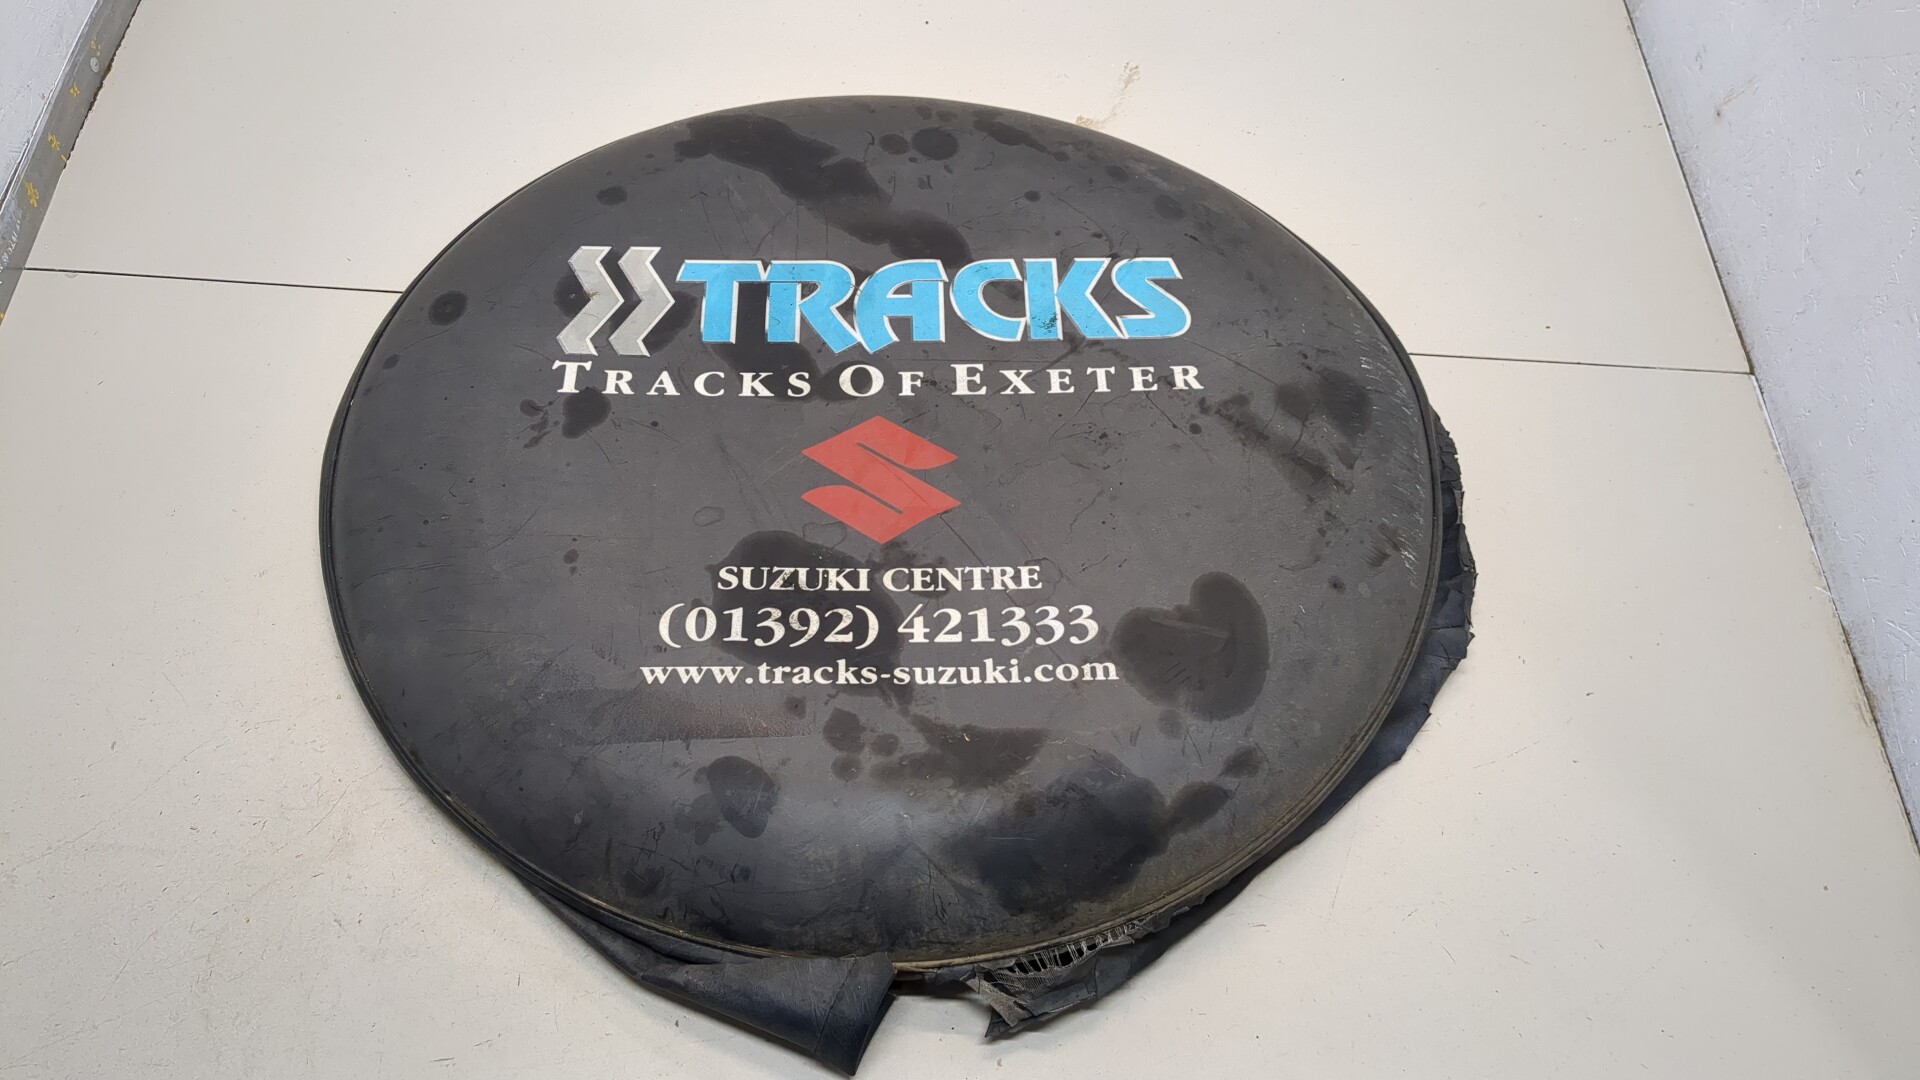 TRACKS
TRACKS OF EXETER
SUZUKI CENTRE
(01392) 421333
www.tracks-suzuki.com